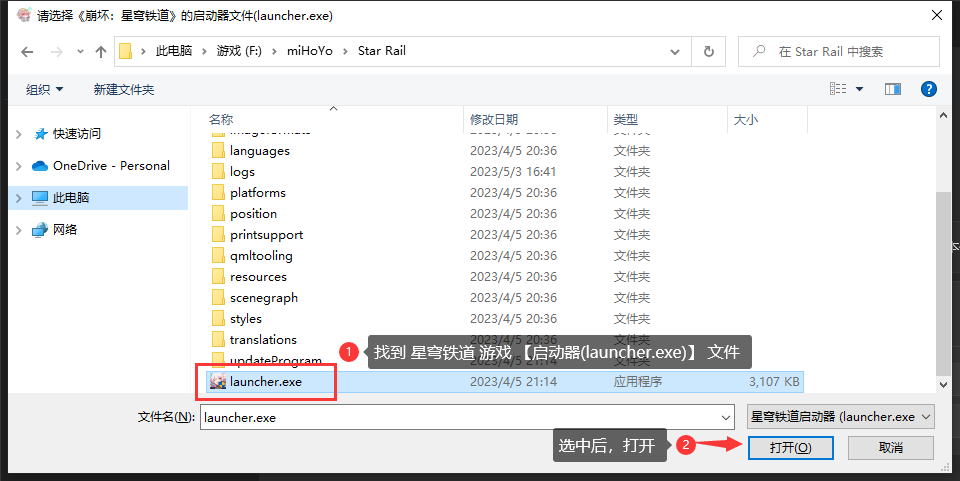 请选择《崩坏：星穹铁道》的启动器文件(launcher.exe)
此电脑 游戏 (F:) miHoYo Star Rail
在 Star Rail 中搜索
组织 新建文件夹
名称 修改日期 类型 大小
快速访问
OneDrive - Personal
此电脑
网络
imageformats 2023/4/5 20:36 文件夹
languages 2023/4/5 20:36 文件夹
logs 2023/5/3 16:41 文件夹
platforms 2023/4/5 20:36 文件夹
position 2023/4/5 20:36 文件夹
printsupport 2023/4/5 20:36 文件夹
qmltooling 2023/4/5 20:36 文件夹
resources 2023/4/5 20:36 文件夹
scenegraph 2023/4/5 20:36 文件夹
styles 2023/4/5 20:36 文件夹
translations 2023/4/5 20:36 文件夹
1 找到 星穹铁道 游戏 【启动器(launcher.exe)】 文件
updateProgram 2023/4/5 21:14 文件夹
launcher.exe 2023/4/5 21:14 应用程序 3,107 KB
文件名(N): launcher.exe 星穹铁道启动器 (launcher.exe
选中后，打开 2
打开(O) 取消